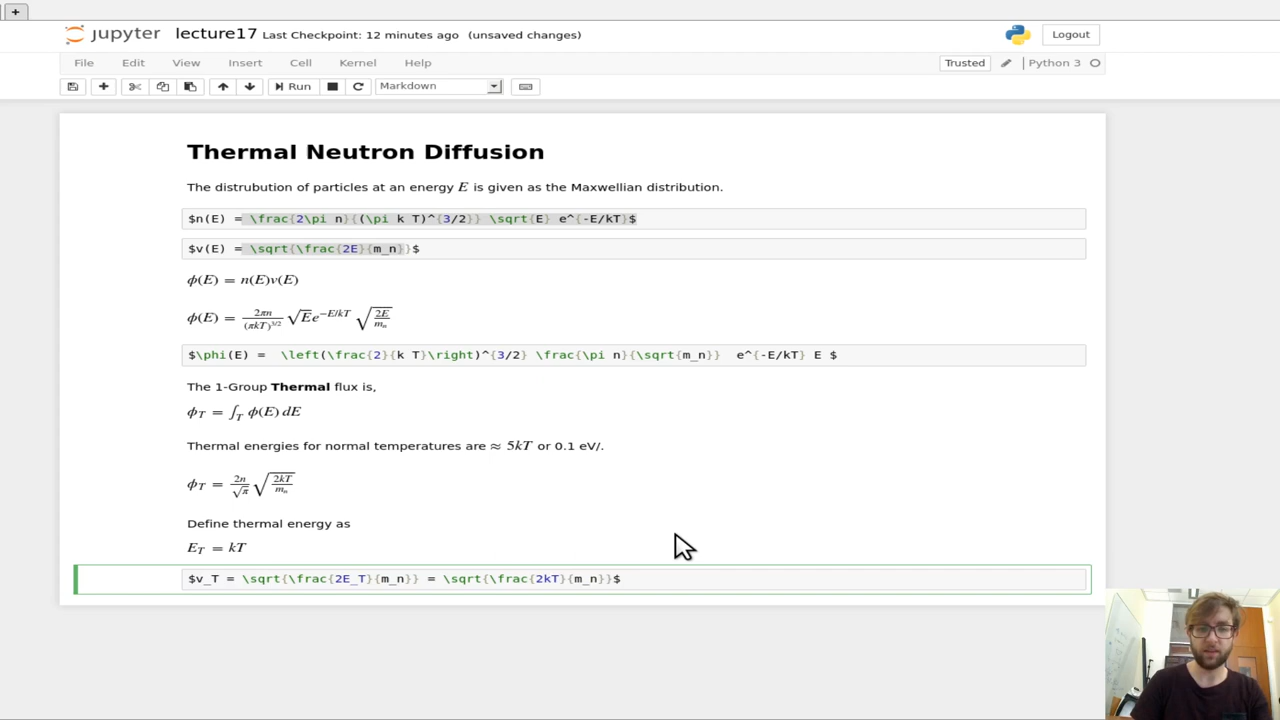 +
jupyter lecture17 Last Checkpoint: 12 minutes ago (unsaved changes) Logout
File Edit View Insert Cell Kernel Help Trusted Python 3
Run Markdown
Thermal Neutron Diffusion
The distrubution of particles at an energy E is given as the Maxwellian distribution.
$n(E) = \frac{2\pi n}{(\pi k T)^{3/2}} \sqrt{E} e^{-E/kT}$
$v(E) = \sqrt{\frac{2E}{m_n}}$
ϕ(E) = n(E)v(E)
ϕ(E) = 2πn/(πkT)^{3/2} √E e^{−E/kT} √(2E/m_n)
$\phi(E) = \left(\frac{2}{k T}\right)^{3/2} \frac{\pi n}{\sqrt{m_n}} e^{-E/kT} E $
The 1-Group Thermal flux is,
ϕ_T = ∫_T ϕ(E) dE
Thermal energies for normal temperatures are ≈ 5kT or 0.1 eV/.
ϕ_T = 2n/√π √(2kT/m_n)
Define thermal energy as
E_T = kT
$v_T = \sqrt{\frac{2E_T}{m_n}} = \sqrt{\frac{2kT}{m_n}}$